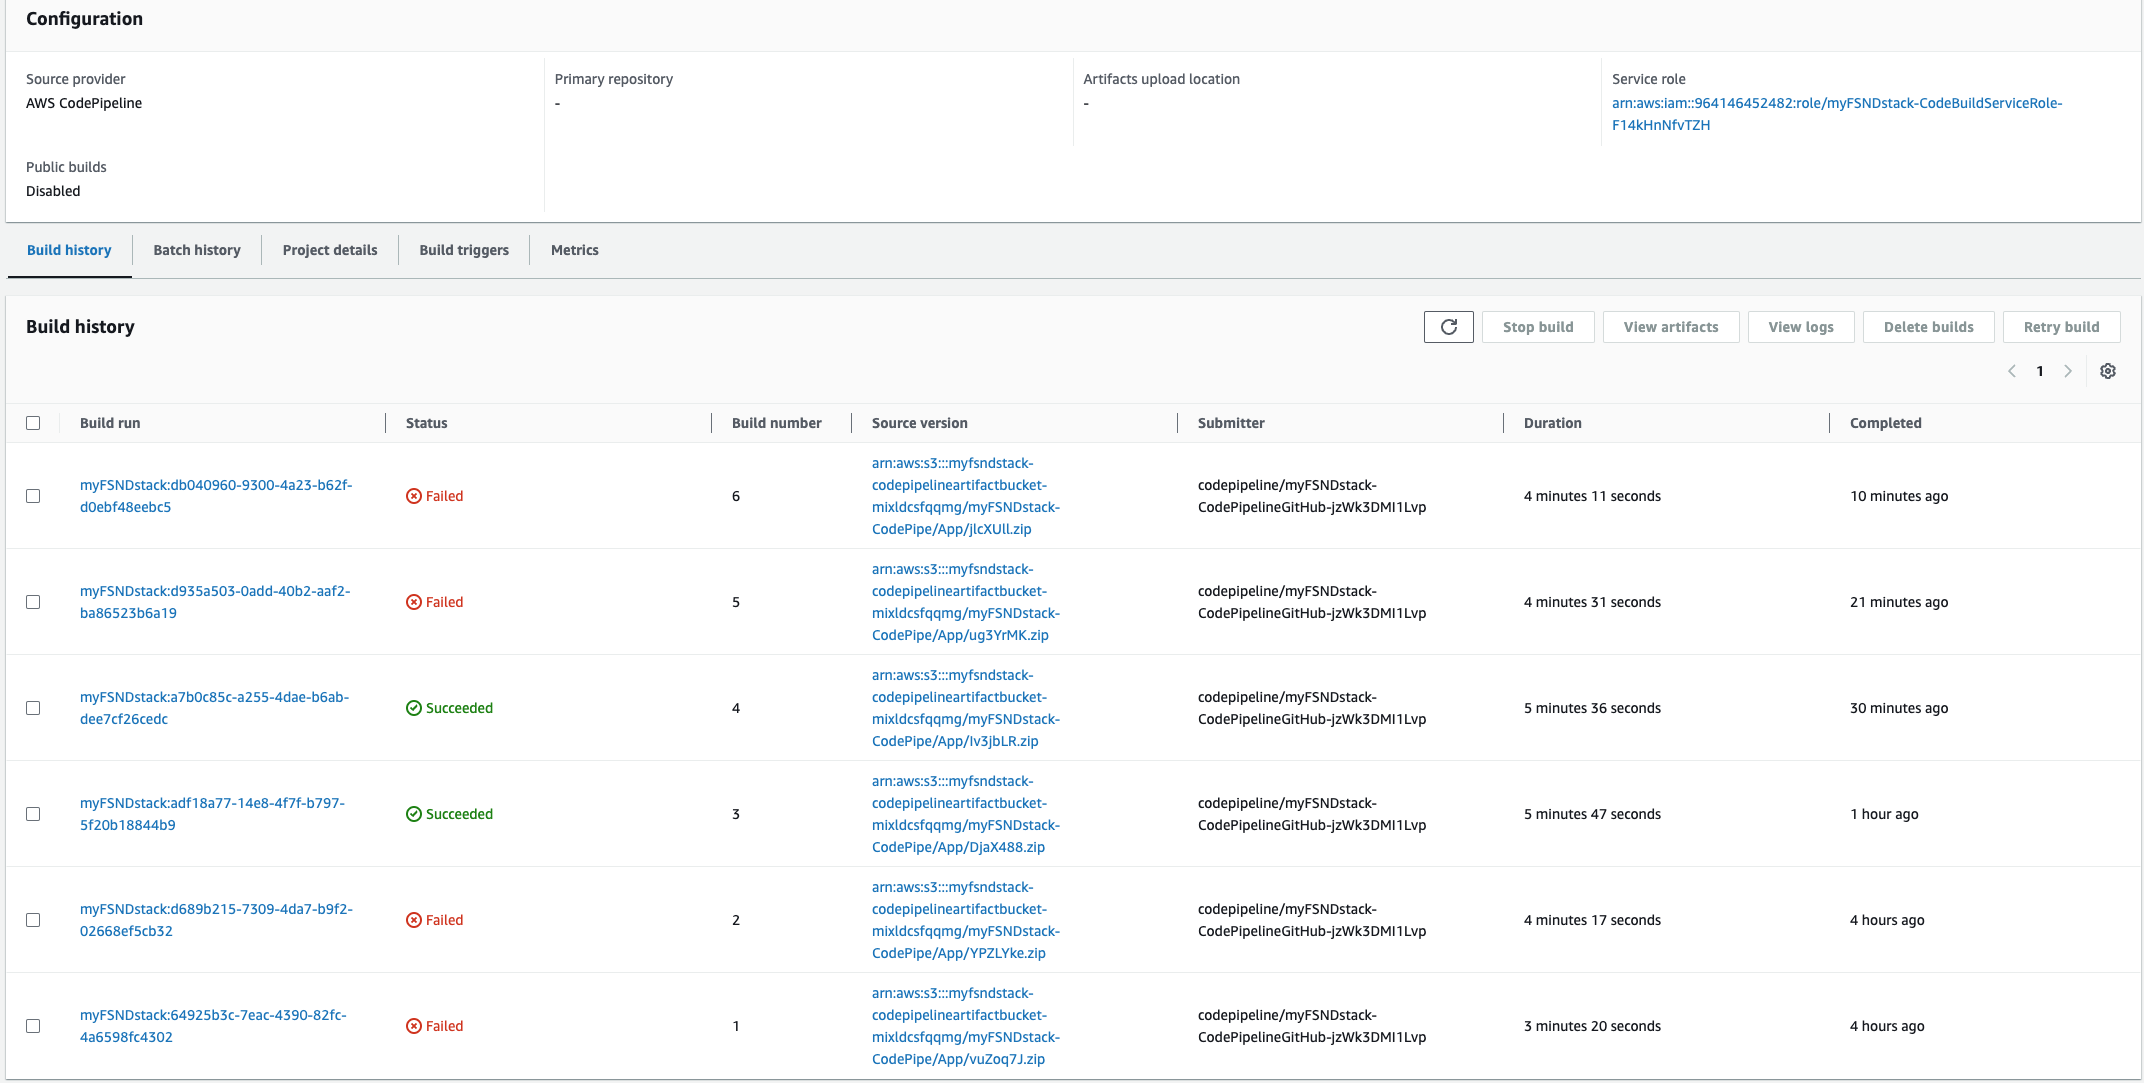 Configuration
Source provider
AWS CodePipeline
Primary repository
-
Artifacts upload location
-
Service role
arn:aws:iam::964146452482:role/myFSNDstack-CodeBuildServiceRole-
F14kHnNfvTZH
Public builds
Disabled
Build history
Batch history
Project details
Build triggers
Metrics
Build history
Stop build
View artifacts
View logs
Delete builds
Retry build
1
Build run
Status
Build number
Source version
Submitter
Duration
Completed
myFSNDstack:db040960-9300-4a23-b62f-
d0ebf48eebc5
Failed
6
arn:aws:s3:::myfsndstack-
codepipelineartifactbucket-
mixldcsfqqmg/myFSNDstack-
CodePipe/App/jlcXUll.zip
codepipeline/myFSNDstack-
CodePipelineGitHub-jzWk3DMI1Lvp
4 minutes 11 seconds
10 minutes ago
myFSNDstack:d935a503-0add-40b2-aaf2-
ba86523b6a19
Failed
5
arn:aws:s3:::myfsndstack-
codepipelineartifactbucket-
mixldcsfqqmg/myFSNDstack-
CodePipe/App/ug3YrMK.zip
codepipeline/myFSNDstack-
CodePipelineGitHub-jzWk3DMI1Lvp
4 minutes 31 seconds
21 minutes ago
myFSNDstack:a7b0c85c-a255-4dae-b6ab-
dee7cf26cedc
Succeeded
4
arn:aws:s3:::myfsndstack-
codepipelineartifactbucket-
mixldcsfqqmg/myFSNDstack-
CodePipe/App/Iv3jbLR.zip
codepipeline/myFSNDstack-
CodePipelineGitHub-jzWk3DMI1Lvp
5 minutes 36 seconds
30 minutes ago
myFSNDstack:adf18a77-14e8-4f7f-b797-
5f20b18844b9
Succeeded
3
arn:aws:s3:::myfsndstack-
codepipelineartifactbucket-
mixldcsfqqmg/myFSNDstack-
CodePipe/App/DjaX488.zip
codepipeline/myFSNDstack-
CodePipelineGitHub-jzWk3DMI1Lvp
5 minutes 47 seconds
1 hour ago
myFSNDstack:d689b215-7309-4da7-b9f2-
02668ef5cb32
Failed
2
arn:aws:s3:::myfsndstack-
codepipelineartifactbucket-
mixldcsfqqmg/myFSNDstack-
CodePipe/App/YPZLYke.zip
codepipeline/myFSNDstack-
CodePipelineGitHub-jzWk3DMI1Lvp
4 minutes 17 seconds
4 hours ago
myFSNDstack:64925b3c-7eac-4390-82fc-
4a6598fc4302
Failed
1
arn:aws:s3:::myfsndstack-
codepipelineartifactbucket-
mixldcsfqqmg/myFSNDstack-
CodePipe/App/vuZoq7J.zip
codepipeline/myFSNDstack-
CodePipelineGitHub-jzWk3DMI1Lvp
3 minutes 20 seconds
4 hours ago